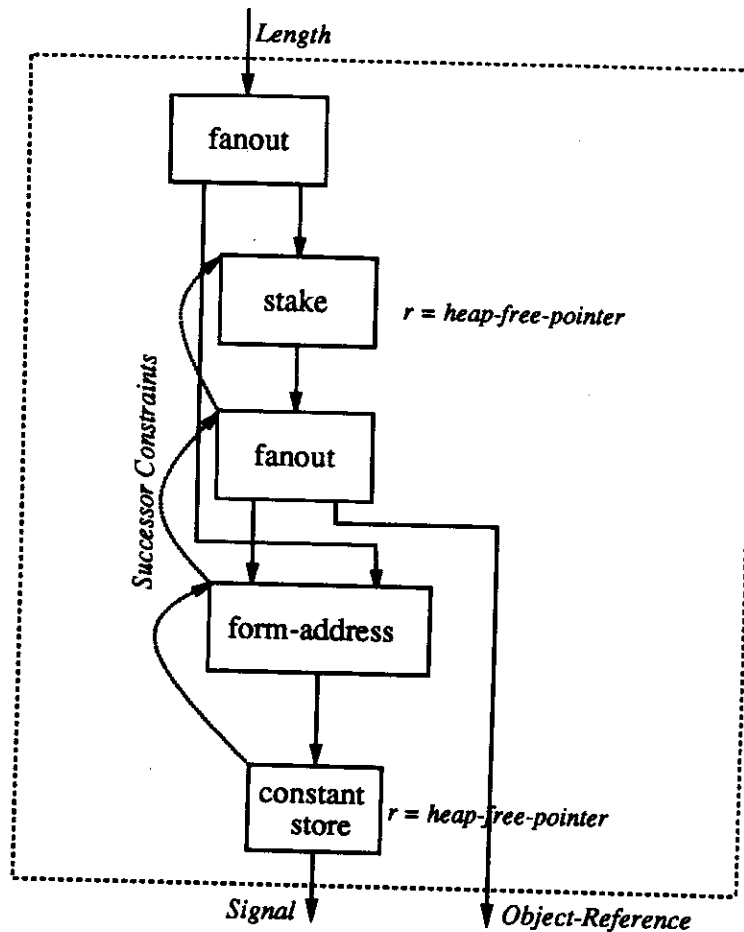 Length
fanout
stake
r = heap-free-pointer
Successor Constraints
fanout
form-address
constant
store
r = heap-free-pointer
Signal
Object-Reference